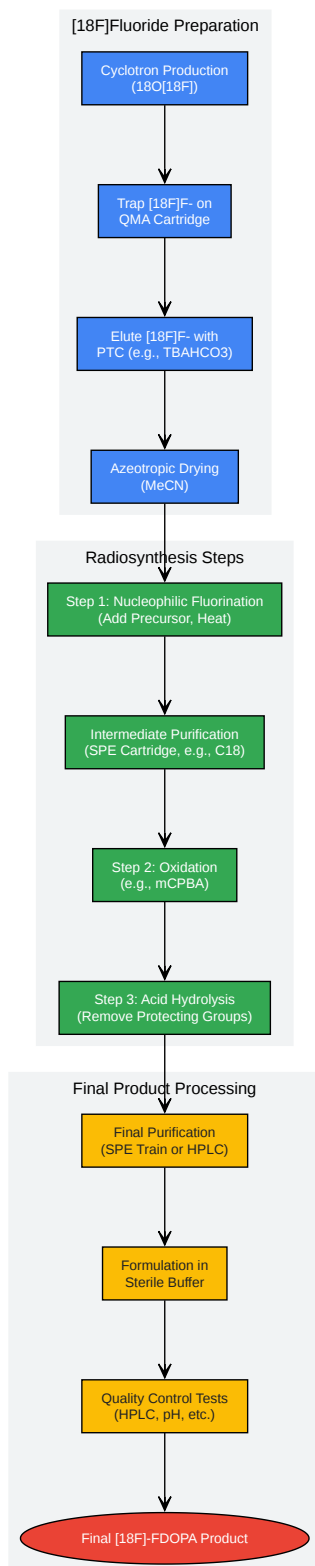 [18F]Fluoride Preparation
Cyclotron Production
(18O[18F])
Trap [18F]F- on
QMA Cartridge
Elute [18F]F- with
PTC (e.g., TBAHCO3)
Azeotropic Drying
(MeCN)
Radiosynthesis Steps
Step 1: Nucleophilic Fluorination
(Add Precursor, Heat)
Intermediate Purification
(SPE Cartridge, e.g., C18)
Step 2: Oxidation
(e.g., mCPBA)
Step 3: Acid Hydrolysis
(Remove Protecting Groups)
Final Product Processing
Final Purification
(SPE Train or HPLC)
Formulation in
Sterile Buffer
Quality Control Tests
(HPLC, pH, etc.)
Final [18F]-FDOPA Product